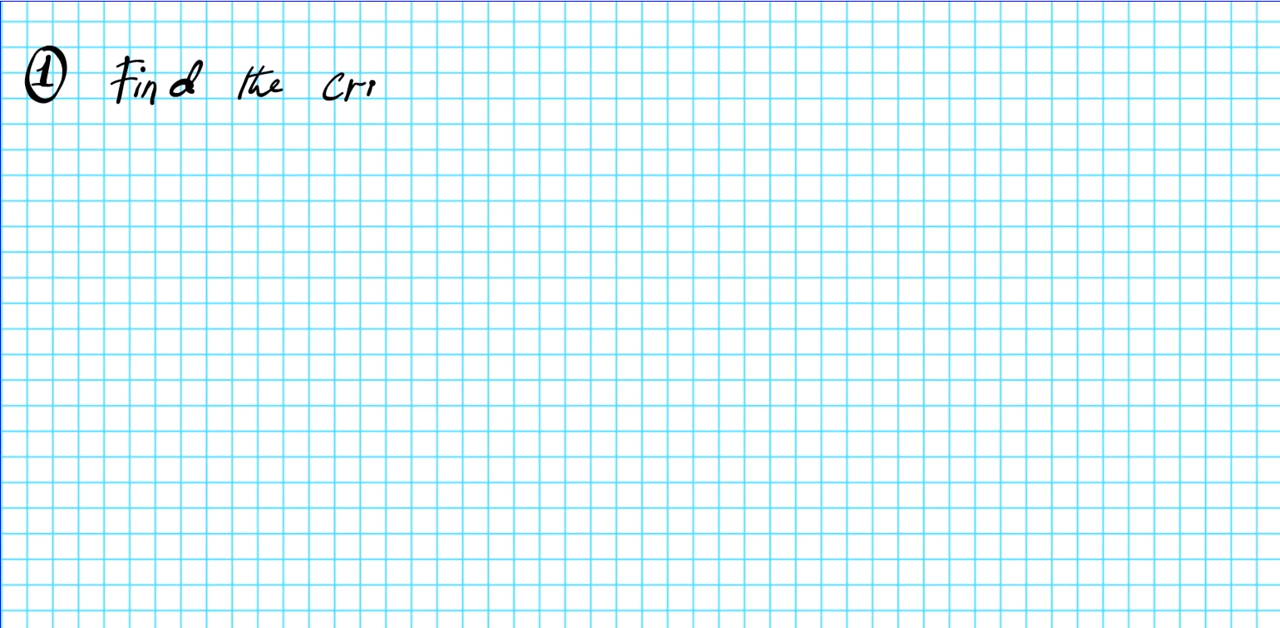 ① Find the cri